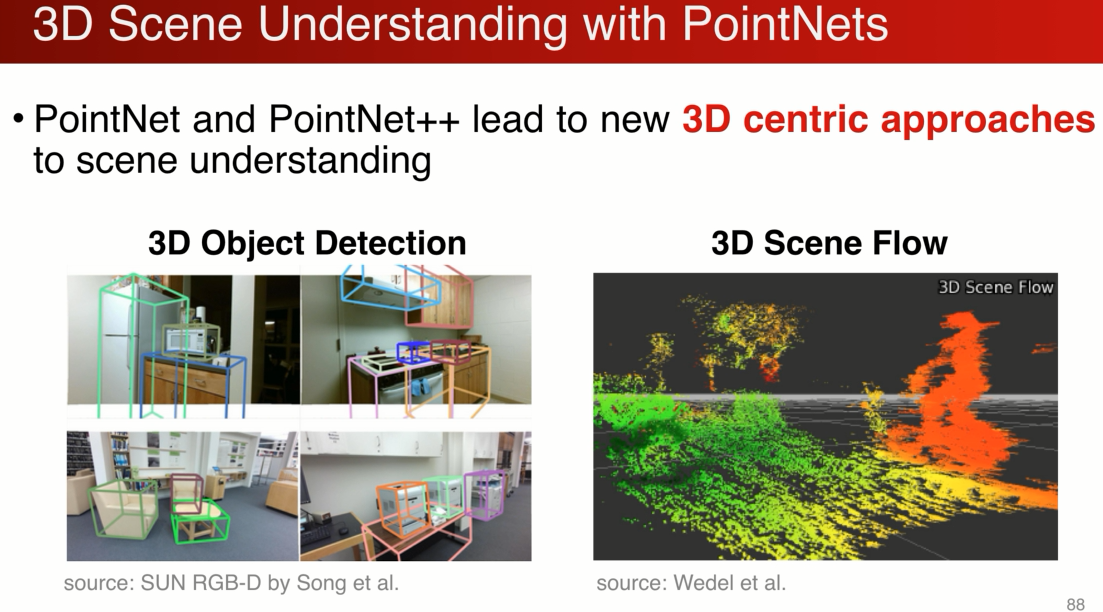 3D Scene Understanding with PointNets
• PointNet and PointNet++ lead to new 3D centric approaches
to scene understanding
3D Object Detection
3D Scene Flow
3D Scene Flow
source: SUN RGB-D by Song et al.
source: Wedel et al.
88